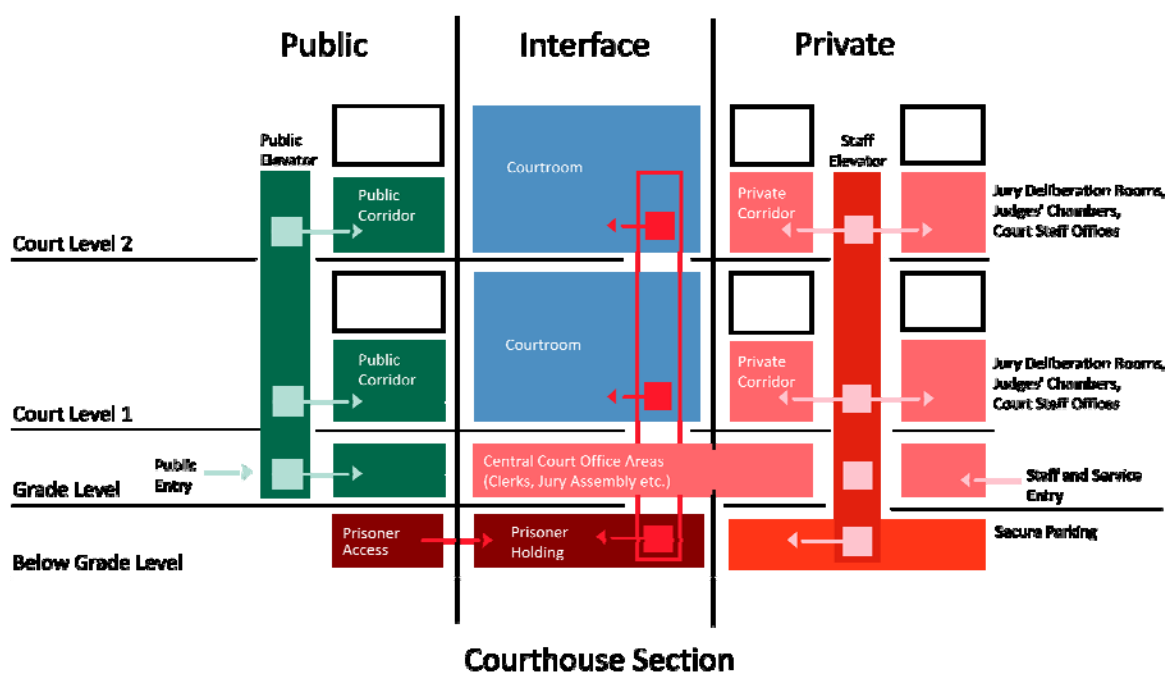 Public
Interface
Private
Public
Elevator
Staff
Elevator
Courtroom
Public
Corridor
Private
Corridor
Jury Deliberation Rooms,
Judges' Chambers,
Court Staff Offices
Court Level 2
Courtroom
Public
Corridor
Private
Corridor
Jury Deliberation Rooms,
Judges' Chambers,
Court Staff Offices
Court Level 1
Public
Entry
Central Court Office Areas
(Clerks, Jury Assembly etc.)
Staff and Service
Entry
Grade Level
Prisoner
Access
Prisoner
Holding
Secure Parking
Below Grade Level
Courthouse Section